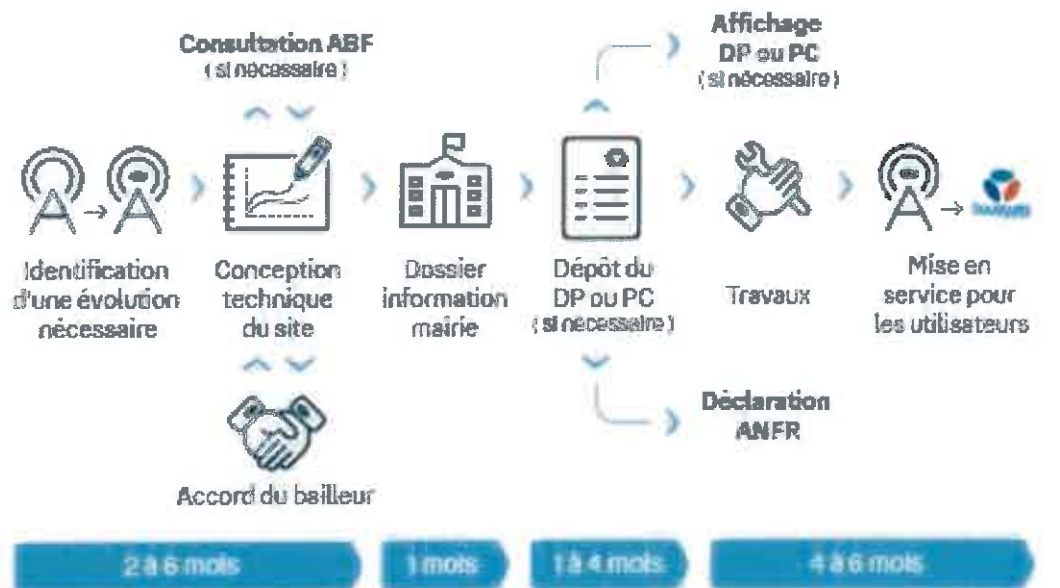 Consultation ABF
( si nécessaire )
Affichage
DP ou PC
( si nécessaire )
Identification
d'une évolution
nécessaire
Conception
technique
du site
Dossier
information
mairie
Dépôt du
DP ou PC
( si nécessaire )
Travaux
Mise en
service pour
les utilisateurs
Accord du bailleur
Déclaration
ANFR
2 à 6 mois
1 mois
1 à 4 mois
4 à 6 mois